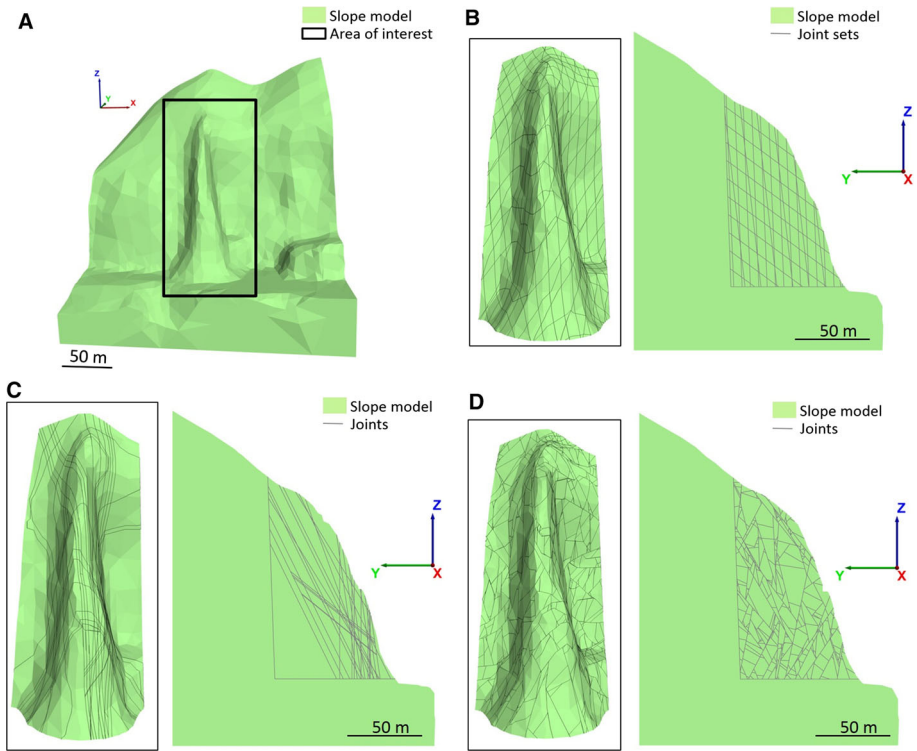 A
Slope model
Area of interest
Z
Y
X
50 m
B
Slope model
Joint sets
Z
Y
X
50 m
C
Slope model
Joints
Z
Y
X
50 m
D
Slope model
Joints
Z
Y
X
50 m